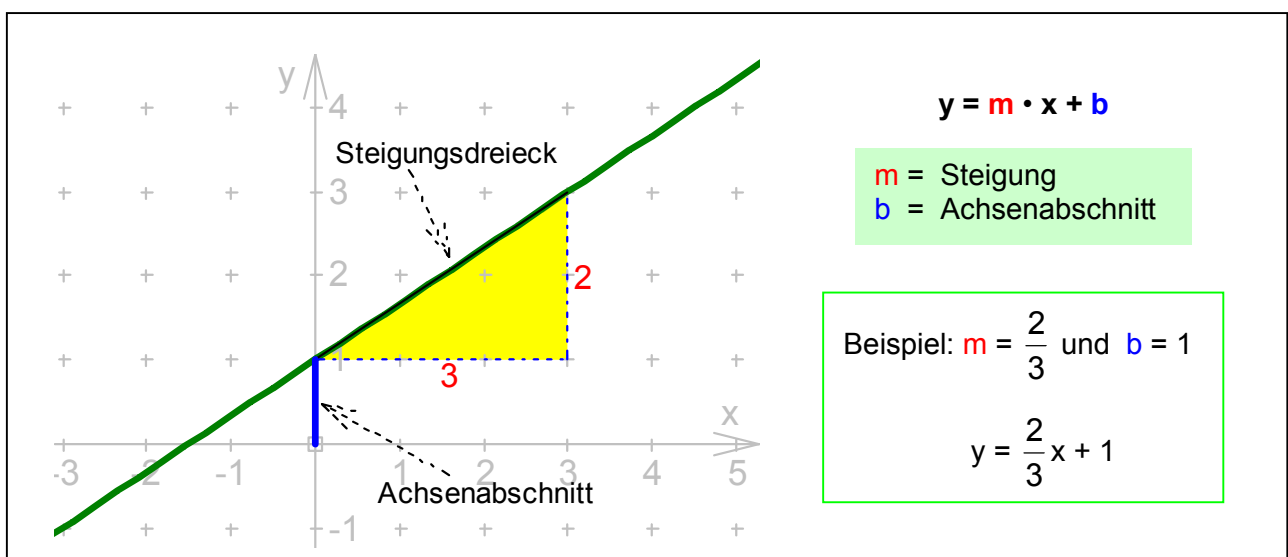 y
4
Steigungsdreieck
3
2
2
1
3
x
-3
-2
-1
1
2
3
4
5
Achsenabschnitt
-1
y = m • x + b
m = Steigung
b = Achsenabschnitt
Beispiel: m = 2/3 und b = 1
y = 2/3 x + 1